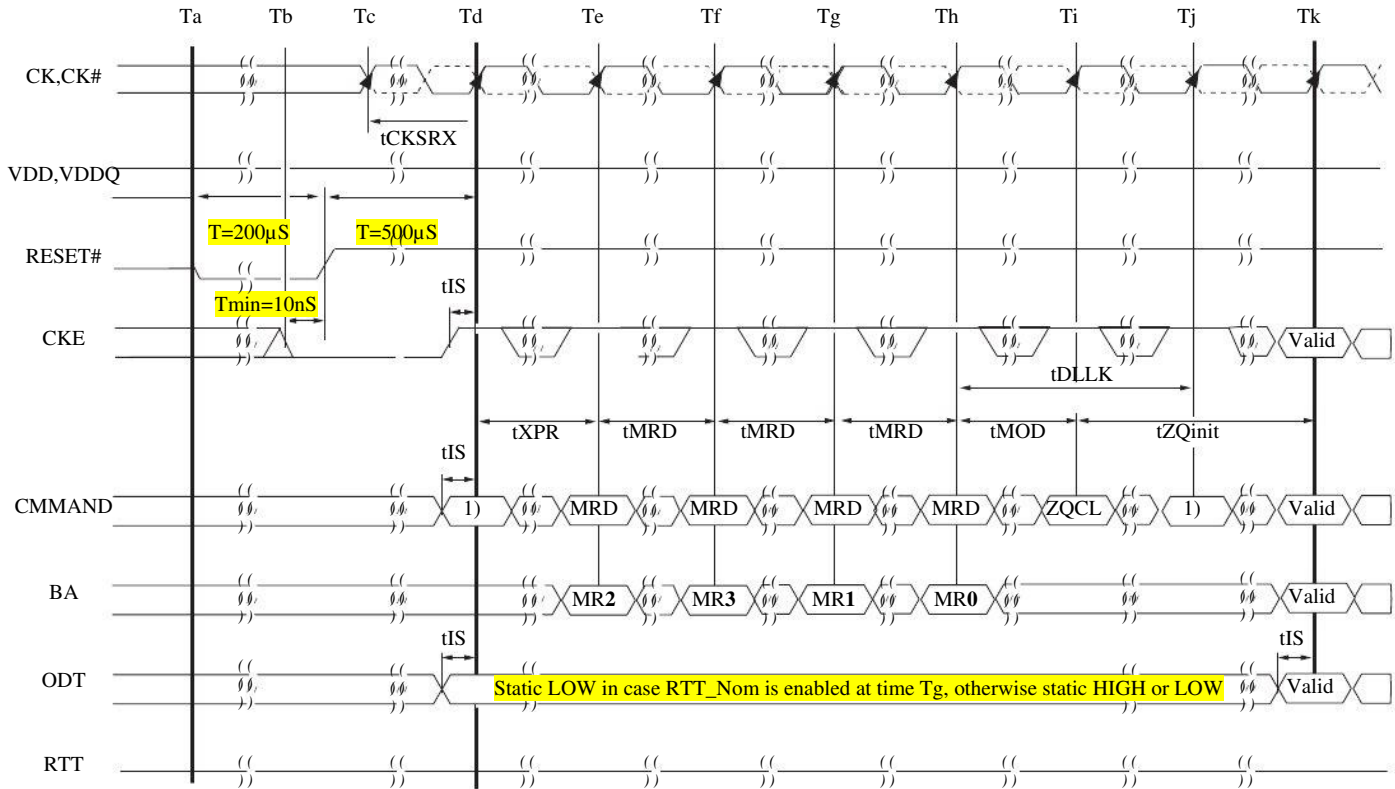 Ta Tb Tc Td Te Tf Tg Th Ti Tj Tk
CK,CK#
tCKSRX
VDD,VDDQ
T=200µS T=500µS
RESET#
tIS
Tmin=10nS
CKE Valid
tDLLK
tXPR tMRD tMRD tMRD tMOD tZQinit
tIS
CMMAND 1) MRD MRD MRD MRD ZQCL 1) Valid
BA MR2 MR3 MR1 MR0 Valid
tIS tIS
ODT Static LOW in case RTT_Nom is enabled at time Tg, otherwise static HIGH or LOW Valid
RTT